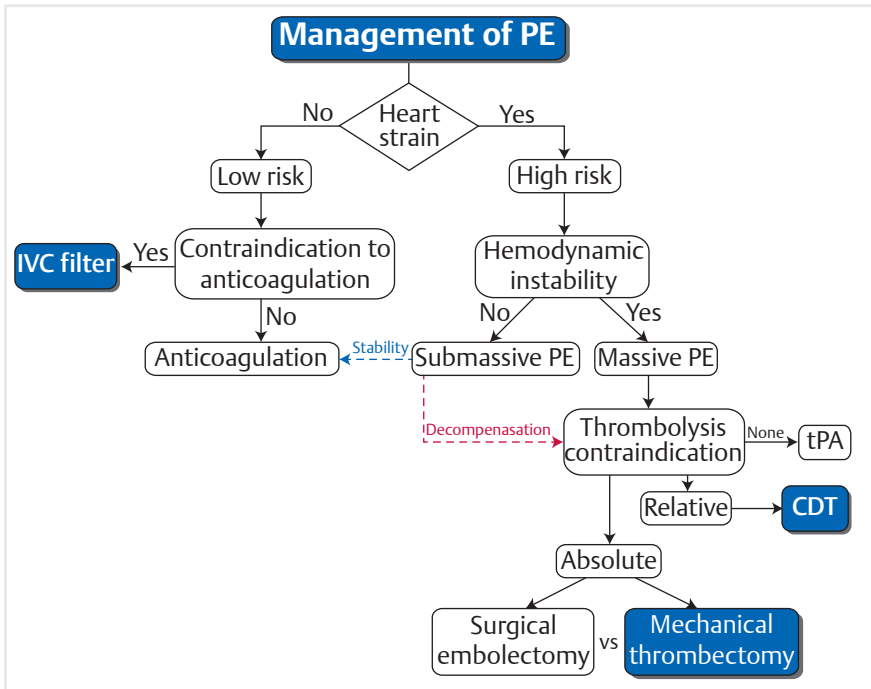 Management of PE
No
Heart
strain
Yes
Low risk
High risk
IVC filter
Yes
Contraindication to
anticoagulation
Hemodynamic
instability
No
No
Yes
Anticoagulation
Stability
Submassive PE
Massive PE
Decompenasation
Thrombolysis
contraindication
None
tPA
Relative
CDT
Absolute
Surgical
embolectomy
vs
Mechanical
thrombectomy